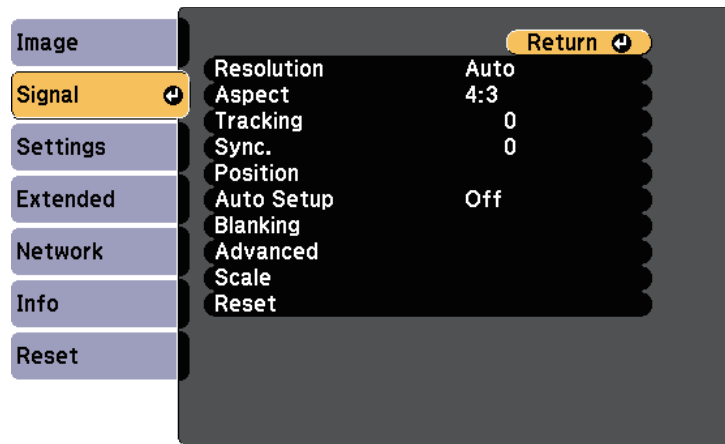 Image
Signal
Settings
Extended
Network
Info
Reset
Return
Resolution Auto
Aspect 4:3
Tracking 0
Sync. 0
Position
Auto Setup Off
Blanking
Advanced
Scale
Reset